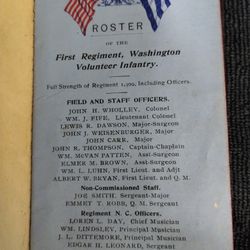 ROSTER
OF THE
First Regiment, Washington
Volunteer Infantry.
Full Strength of Regiment 1,300, Including Officers.
FIELD AND STAFF OFFICERS.
JOHN H. WHOLLEY, Colonel
WM. J. FIFE, Lieutenant Colonel
LEWIS R. DAWSON, Major-Surgeon
JOHN J. WEISENBURGER, Major
JOHN CARR, Major
JOHN R. THOMPSON, Captain-Chaplain
WM. McVAN PATTEN, Asst-Surgeon
ELMER M. BROWN, Asst-Surgeon
WM. L. LUHN, First Lieut. and Adjt
ALBERT W. BRYAN, First Lieut. and Q. M.
Non-Commissioned Staff.
JOE SMITH, Sergeant-Major
EMMET T. ROBB, Q. M. Sergeant
Regiment N. C. Officers.
LOREN L. DAY, Chief Musician
WM. LINDSLEY, Principal Musician
J. L. DITTEMORE, Principal Musician
EDGAR H. LEONARD, Sergeant